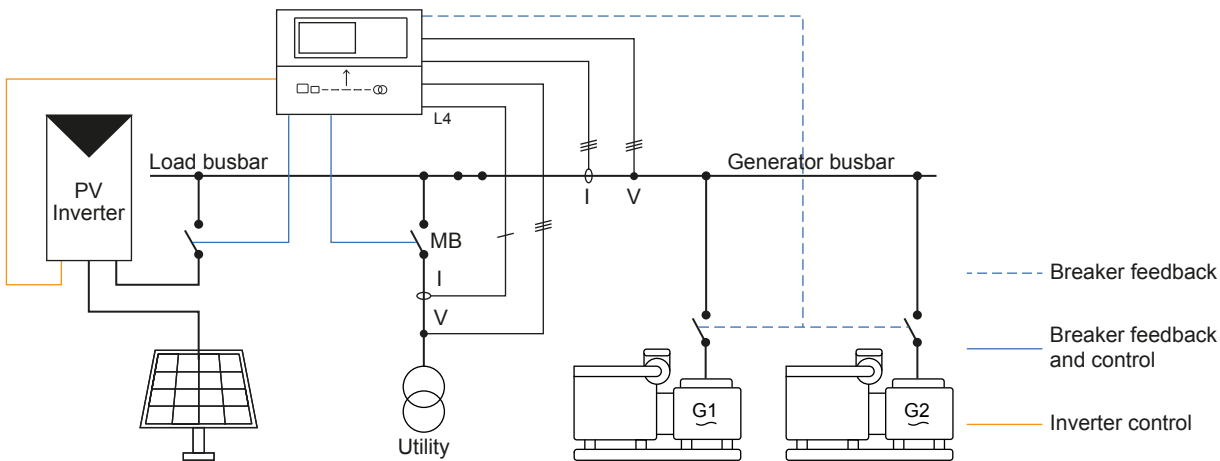 L4
Load busbar
Generator busbar
PV
Inverter
I
V
MB
I
V
Breaker feedback
Breaker feedback
and control
G1
G2
Inverter control
Utility